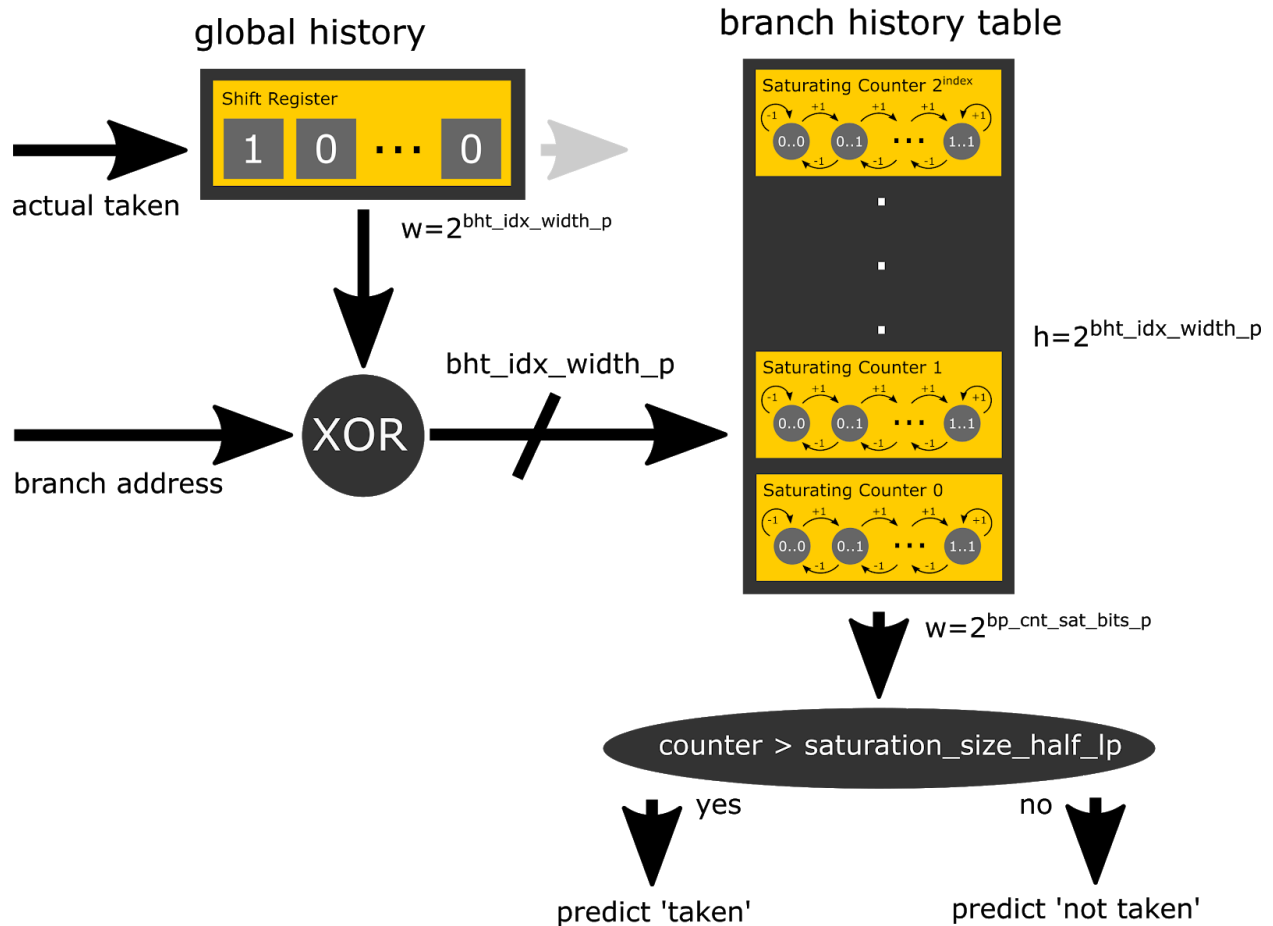 global history
branch history table
Shift Register
1 0 ··· 0
actual taken
w=2^bht_idx_width_p
Saturating Counter 2^index
-1 +1 +1 +1 +1
0..0 0..1 ··· 1..1
-1 -1 -1
h=2^bht_idx_width_p
bht_idx_width_p
XOR
branch address
Saturating Counter 1
-1 +1 +1 +1 +1
0..0 0..1 ··· 1..1
-1 -1 -1
Saturating Counter 0
-1 +1 +1 +1 +1
0..0 0..1 ··· 1..1
-1 -1 -1
w=2^bp_cnt_sat_bits_p
counter > saturation_size_half_lp
yes
no
predict 'taken'
predict 'not taken'